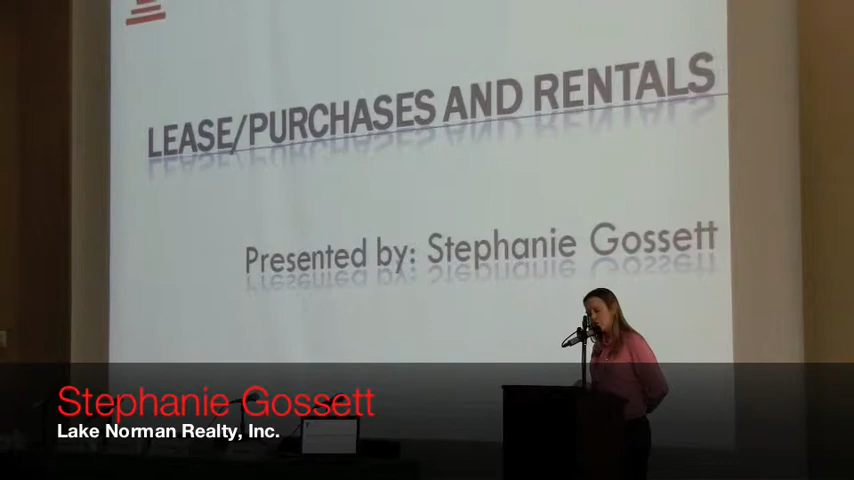 LEASE/PURCHASES AND RENTALS
Presented by: Stephanie Gossett
Stephanie Gossett
Lake Norman Realty, Inc.